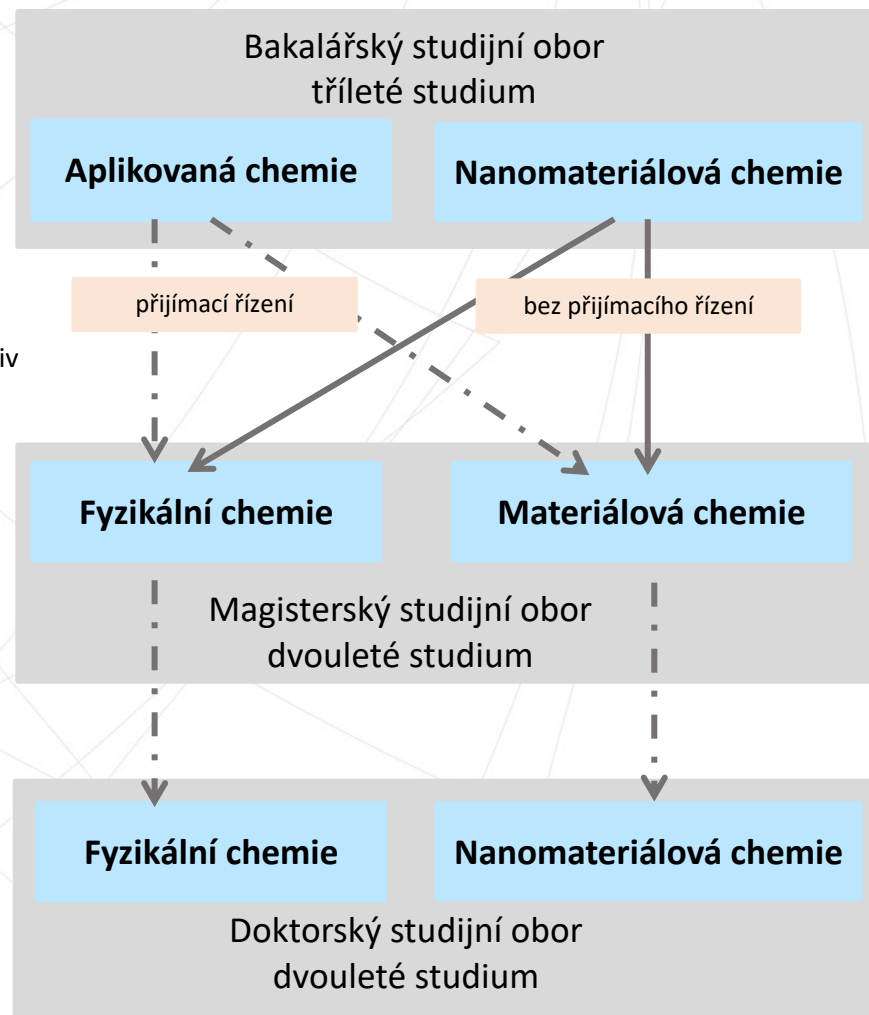 Bakalářský studijní obor
tříleté studium
Aplikovaná chemie
Nanomateriálová chemie
přijímací řízení
bez přijímacího řízení
iv
Fyzikální chemie
Materiálová chemie
Magisterský studijní obor
dvouleté studium
Fyzikální chemie
Nanomateriálová chemie
Doktorský studijní obor
dvouleté studium